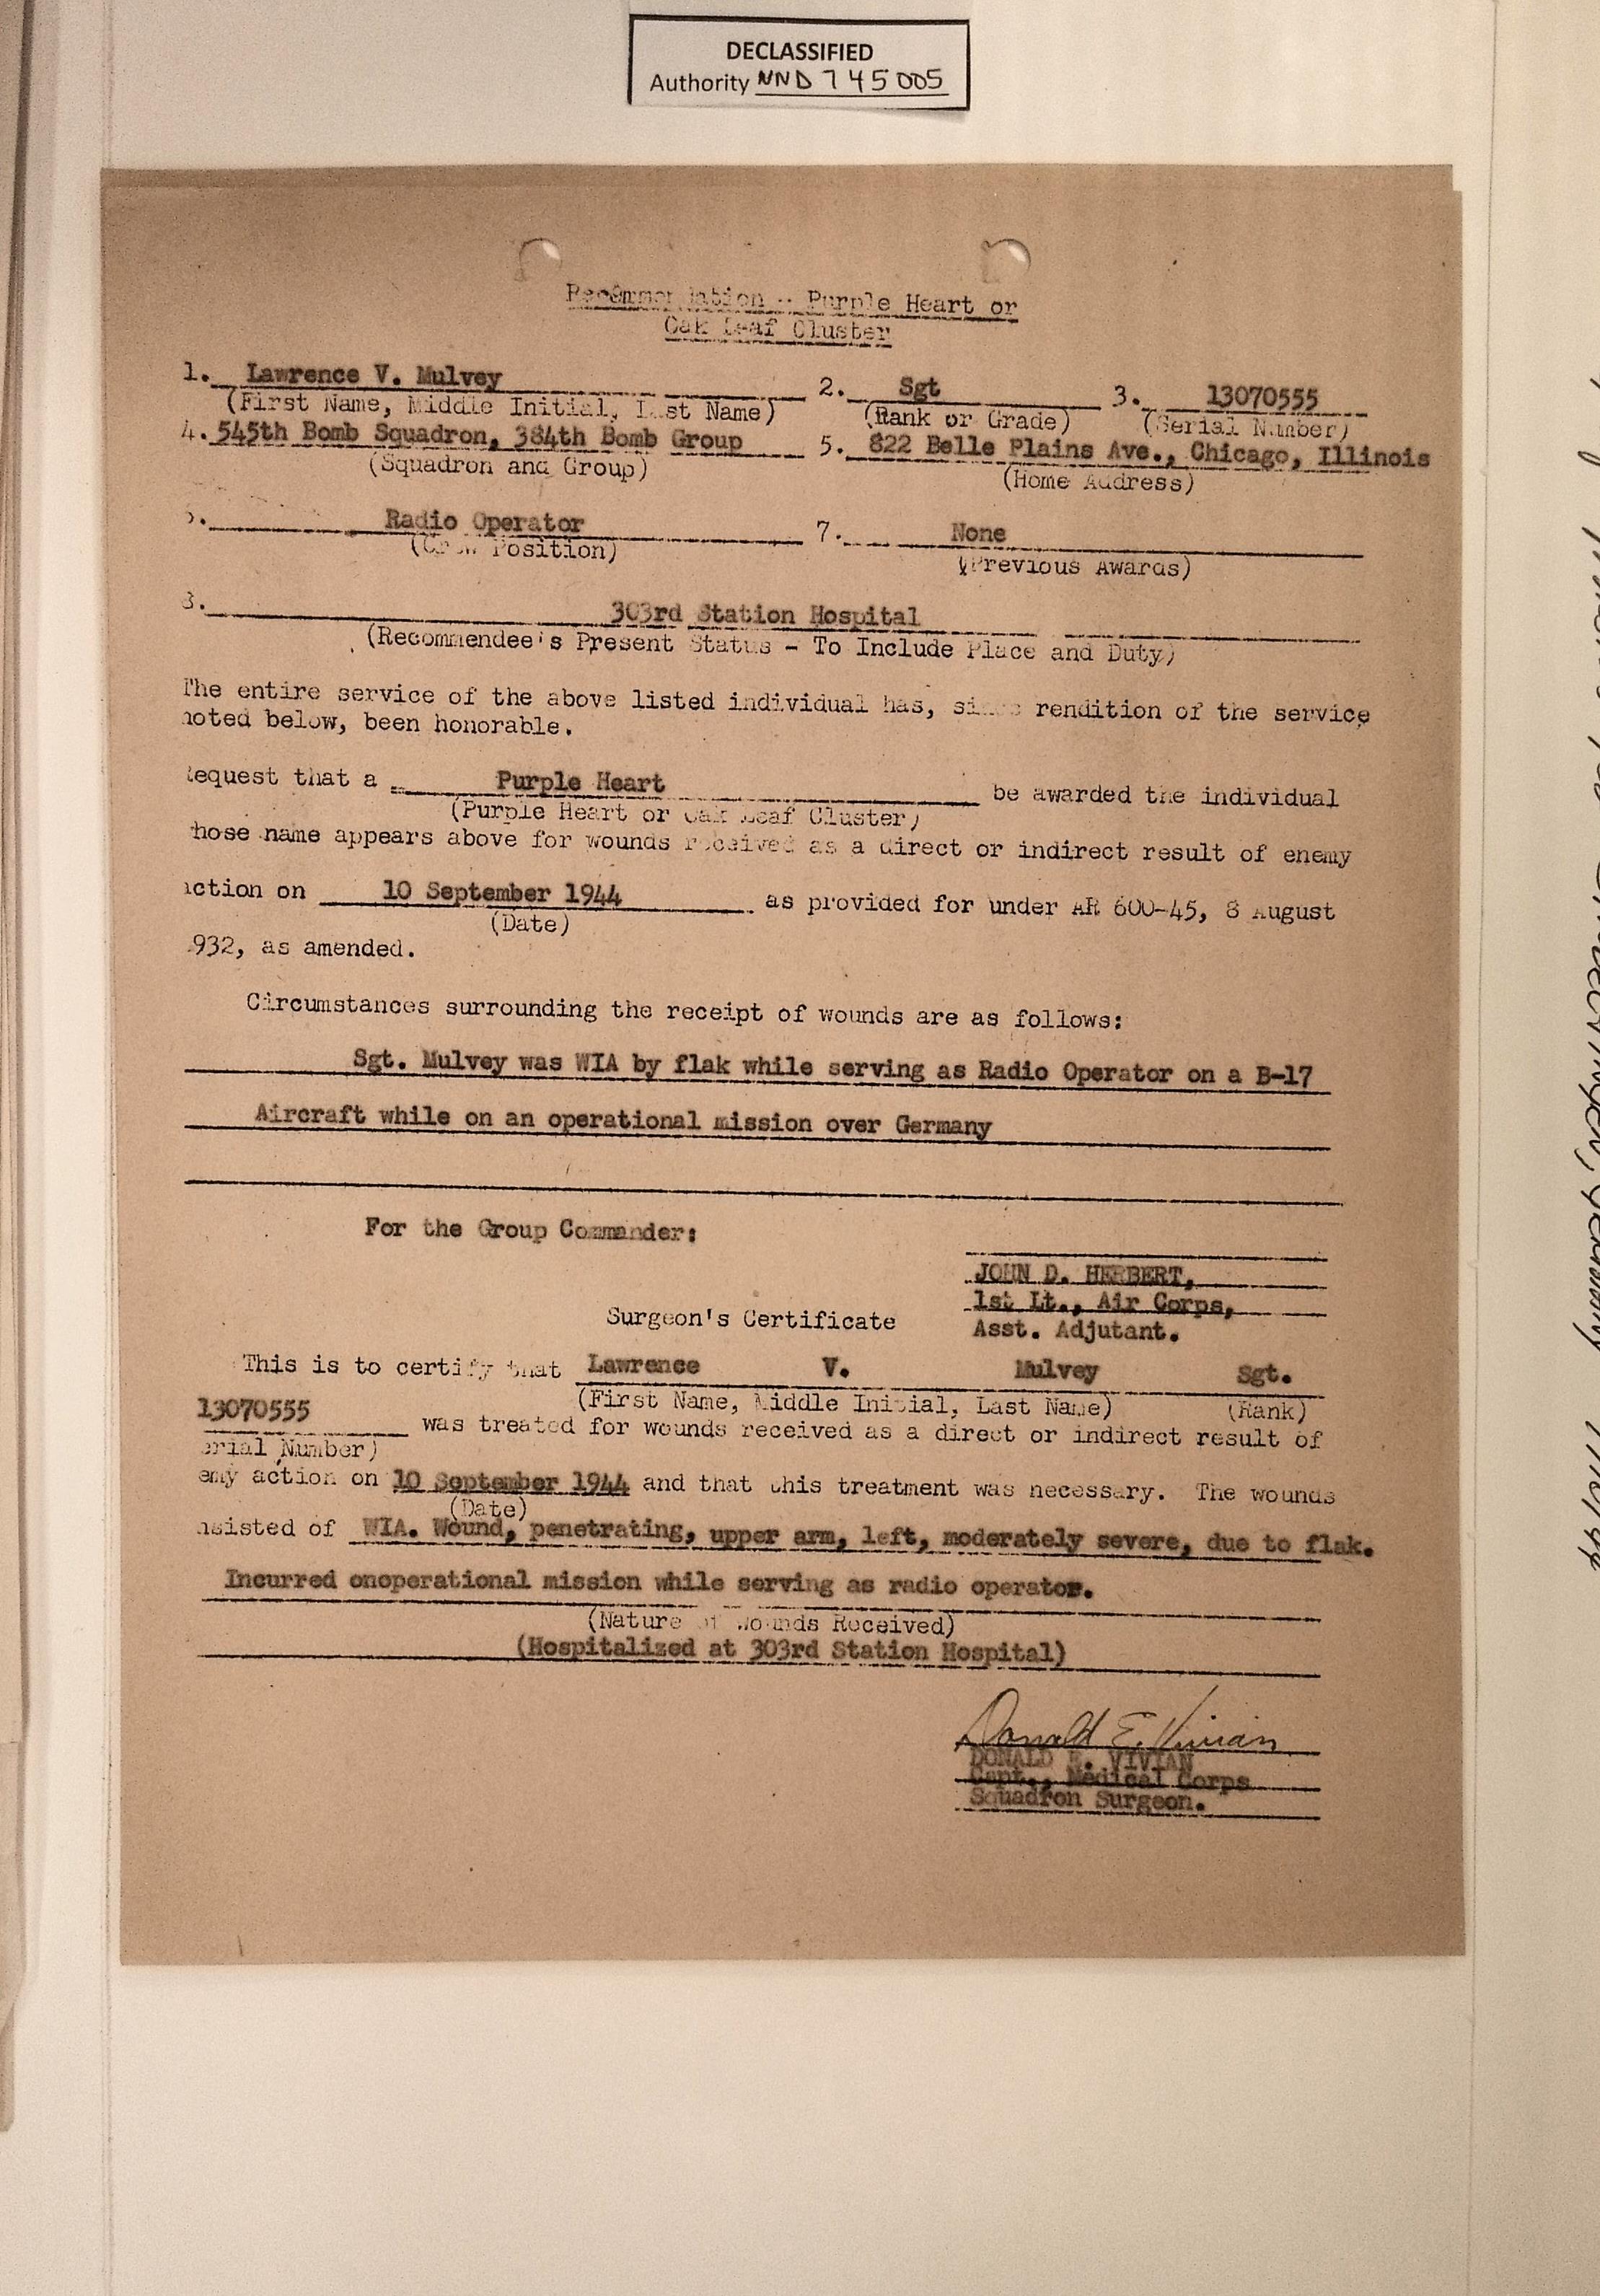 DECLASSIFIED
Authority NND 745005
Recommendation - Purple Heart or
Oak Leaf Cluster
1. Lawrence V. Mulvey 2. Sgt 3. 13070555
(First Name, Middle Initial, Last Name) (Rank or Grade) (Serial Number)
4. 545th Bomb Squadron, 384th Bomb Group 5. 822 Belle Plains Ave., Chicago, Illinois
(Squadron and Group) (Home Address)
Radio Operator 7. None
(Crew Position) (Previous Awards)
303rd Station Hospital
(Recommendee's Present Status - To Include Place and Duty)
The entire service of the above listed individual has, since rendition of the service
noted below, been honorable.
equest that a Purple Heart be awarded the individual
(Purple Heart or Oak Leaf Cluster)
hose name appears above for wounds received as a direct or indirect result of enemy
action on 10 September 1944 as provided for under AR 600-45, 8 August
(Date)
932, as amended.
Circumstances surrounding the receipt of wounds are as follows:
Sgt. Mulvey was WIA by flak while serving as Radio Operator on a B-17
Aircraft while on an operational mission over Germany
For the Group Commander:
JOHN D. HERBERT,
1st Lt., Air Corps,
Surgeon's Certificate Asst. Adjutant.
This is to certify that Lawrence V. Mulvey Sgt.
(First Name, Middle Initial, Last Name) (Rank)
13070555 was treated for wounds received as a direct or indirect result of
erial Number)
emy action on 10 September 1944 and that this treatment was necessary. The wounds
(Date)
nsisted of WIA. Wound, penetrating, upper arm, left, moderately severe, due to flak.
Incurred onoperational mission while serving as radio operator.
(Nature of Wounds Received)
(Hospitalized at 303rd Station Hospital)
Donald E. Vivian
DONALD E. VIVIAN
Capt., Medical Corps
Squadron Surgeon.